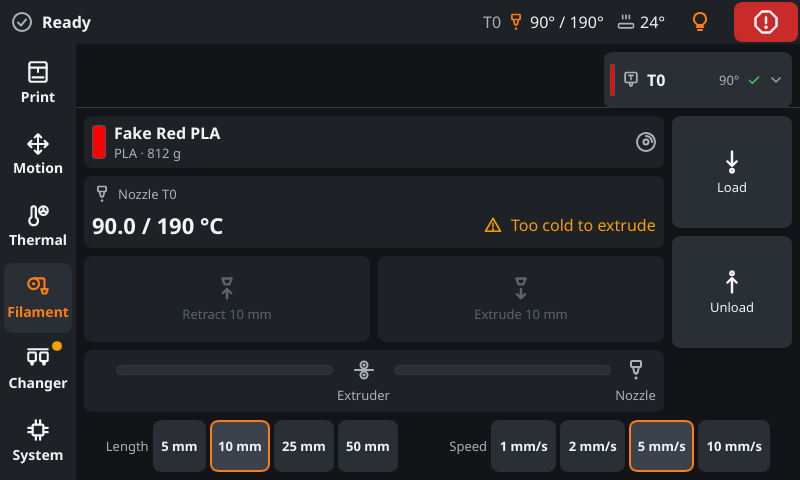 Ready
T0 90° / 190° 24°
T0 90°
Print
Motion
Thermal
Filament
Changer
System
Fake Red PLA
PLA · 812 g
Nozzle T0
90.0 / 190 °C
Too cold to extrude
Retract 10 mm
Extrude 10 mm
Extruder
Nozzle
Load
Unload
Length 5 mm 10 mm 25 mm 50 mm
Speed 1 mm/s 2 mm/s 5 mm/s 10 mm/s